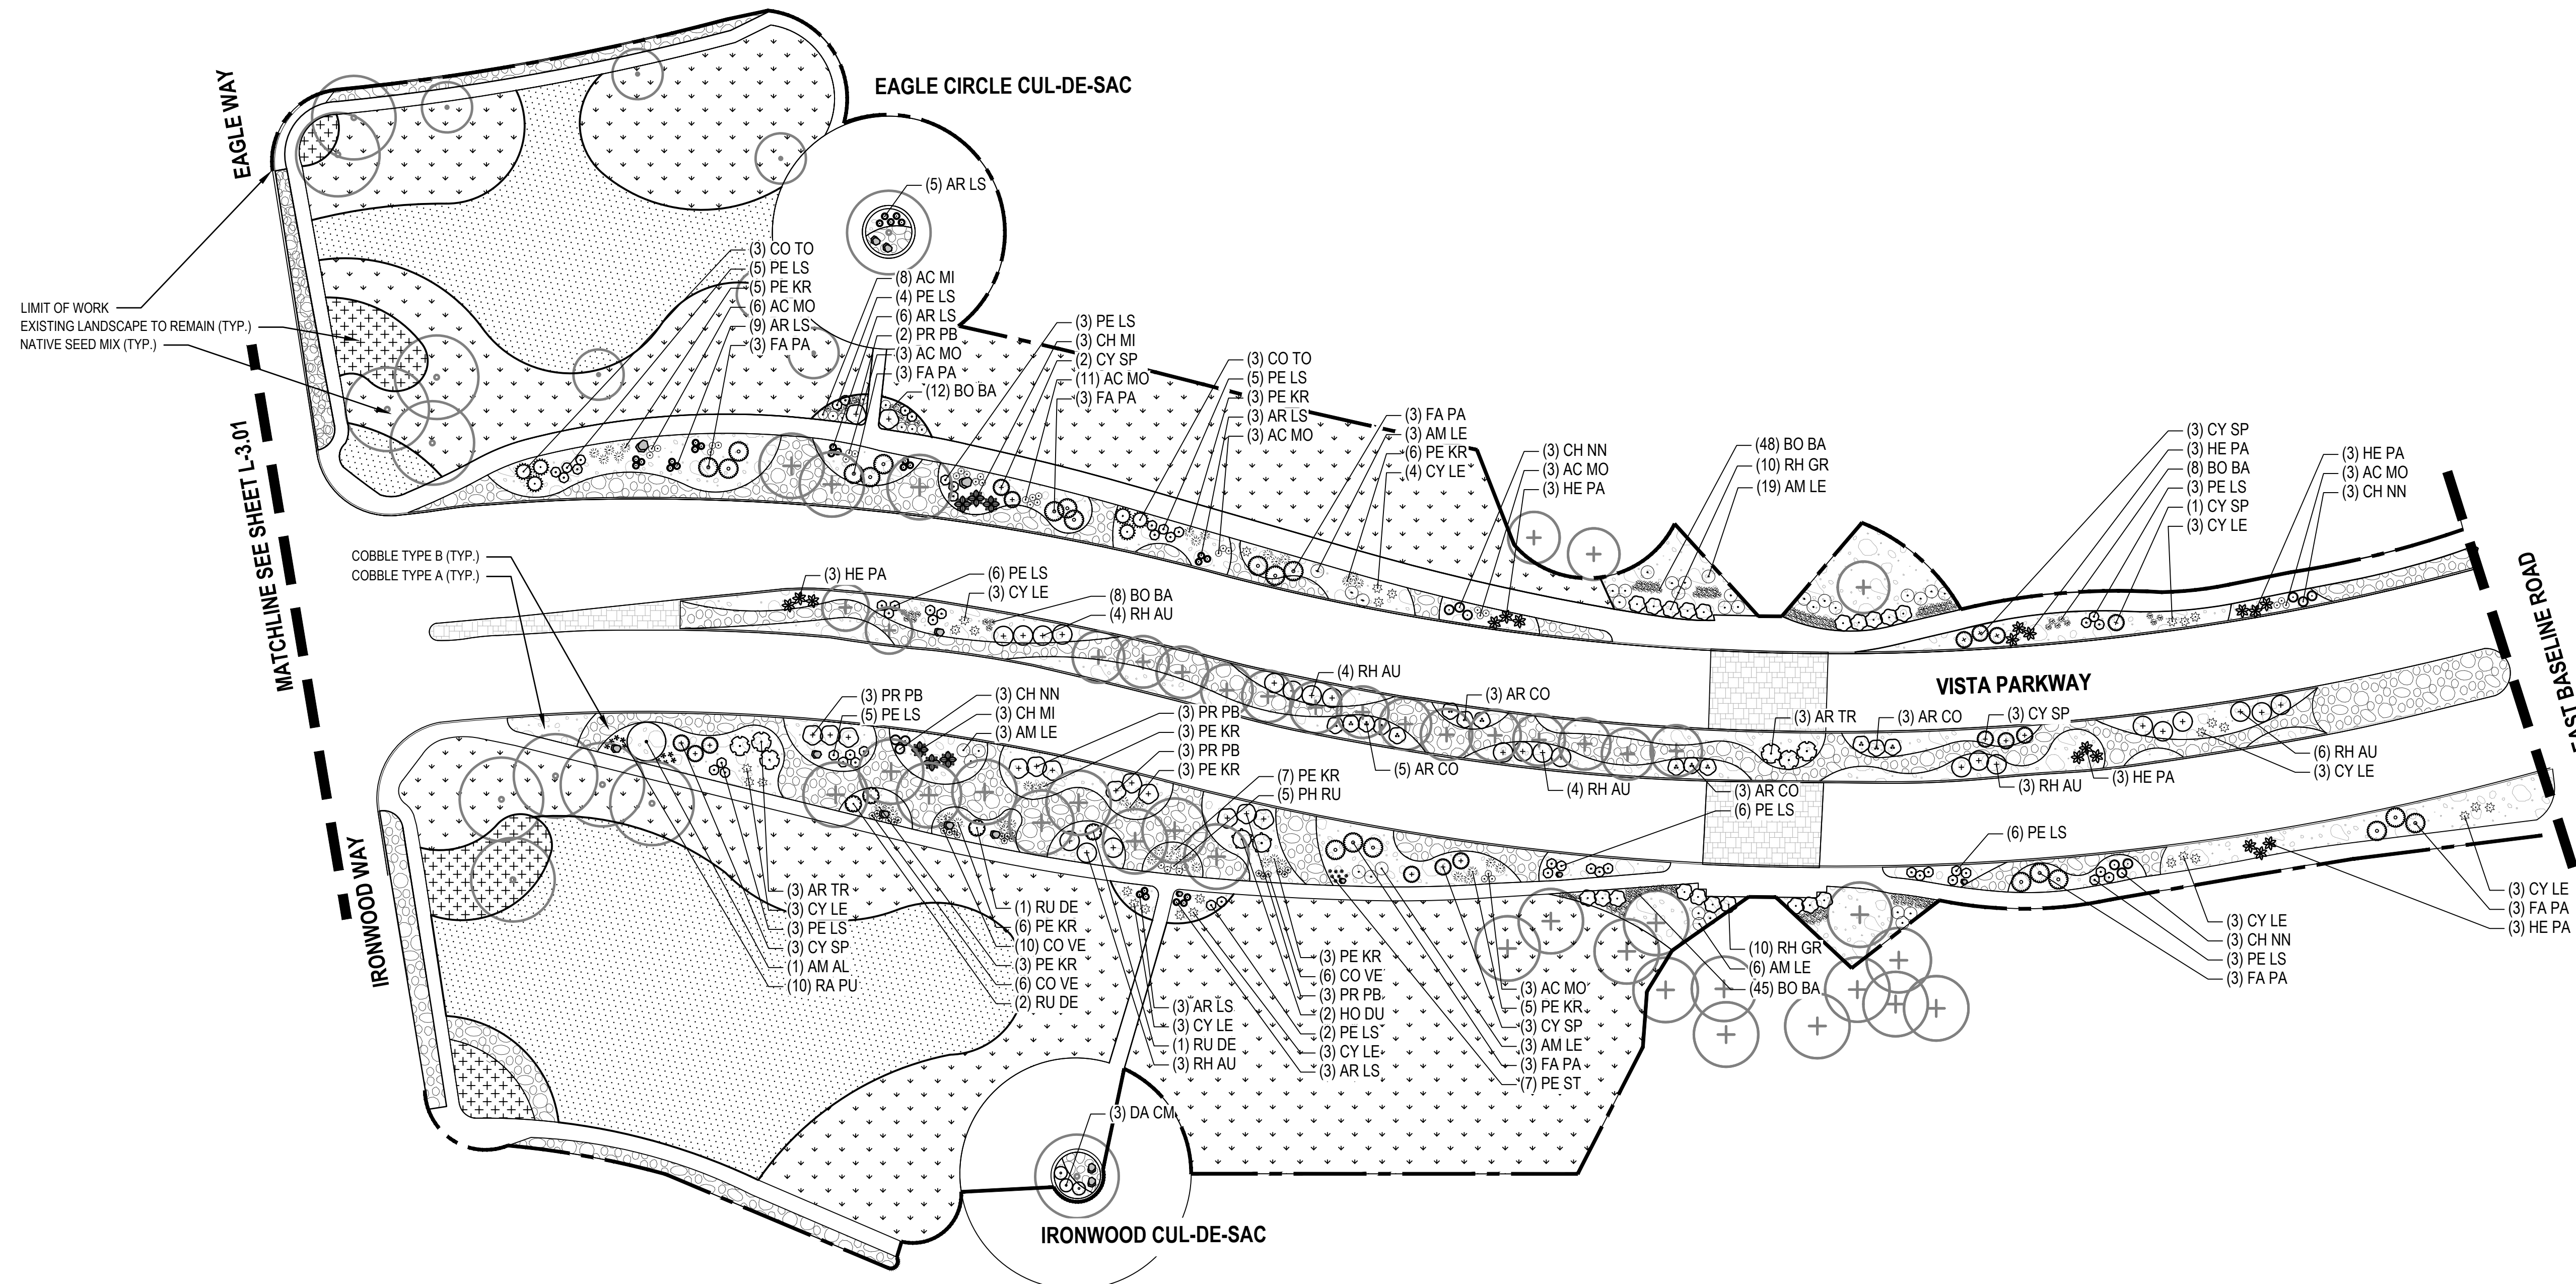 EAGLE WAY
EAGLE CIRCLE CUL-DE-SAC
(5) AR LS
(3) CO TO
(5) PE LS
(5) PE KR
(6) AC MO
(9) AR LS
(3) FA PA
(8) AC MI
(4) PE LS
(6) AR LS
(2) PR PB
(3) AC MO
(3) FA PA
(12) BO BA
LIMIT OF WORK
EXISTING LANDSCAPE TO REMAIN (TYP.)
NATIVE SEED MIX (TYP.)
(3) PE LS
(3) CH MI
(2) CY SP
(11) AC MO
(3) FA PA
(3) CO TO
(5) PE LS
(3) PE KR
(3) AR LS
(3) AC MO
(3) FA PA
(3) AM LE
(6) PE KR
(4) CY LE
(3) CH NN
(3) AC MO
(3) HE PA
(48) BO BA
(10) RH GR
(19) AM LE
(3) CY SP
(3) HE PA
(8) BO BA
(3) PE LS
(1) CY SP
(3) CY LE
(3) HE PA
(3) AC MO
(3) CH NN
MATCHLINE SEE SHEET L-3.01
COBBLE TYPE B (TYP.)
COBBLE TYPE A (TYP.)
(3) HE PA
(6) PE LS
(3) CY LE
(8) BO BA
(4) RH AU
(4) RH AU
(3) AR CO
VISTA PARKWAY
EAST BASELINE ROAD
(3) AR TR
(3) AR CO
(3) CY SP
(5) AR CO
(4) RH AU
(3) AR CO
(6) PE LS
(3) RH AU
(3) HE PA
(6) RH AU
(3) CY LE
(3) PR PB
(5) PE LS
(3) CH NN
(3) CH MI
(3) AM LE
(3) PR PB
(3) PE KR
(3) PR PB
(3) PE KR
(7) PE KR
(5) PH RU
(6) PE LS
IRONWOOD WAY
(3) AR TR
(3) CY LE
(3) PE LS
(3) CY SP
(1) AM AL
(10) RA PU
(1) RU DE
(6) PE KR
(10) CO VE
(3) PE KR
(6) CO VE
(2) RU DE
(3) AR LS
(3) CY LE
(1) RU DE
(3) RH AU
(3) PE KR
(6) CO VE
(3) PR PB
(2) HO DU
(2) PE LS
(3) CY LE
(3) AR LS
(3) AC MO
(5) PE KR
(3) CY SP
(3) AM LE
(3) FA PA
(7) PE ST
(10) RH GR
(6) AM LE
(45) BO BA
(3) CY LE
(3) CH NN
(3) PE LS
(3) FA PA
(3) CY LE
(3) FA PA
(3) HE PA
(3) DA CM
IRONWOOD CUL-DE-SAC